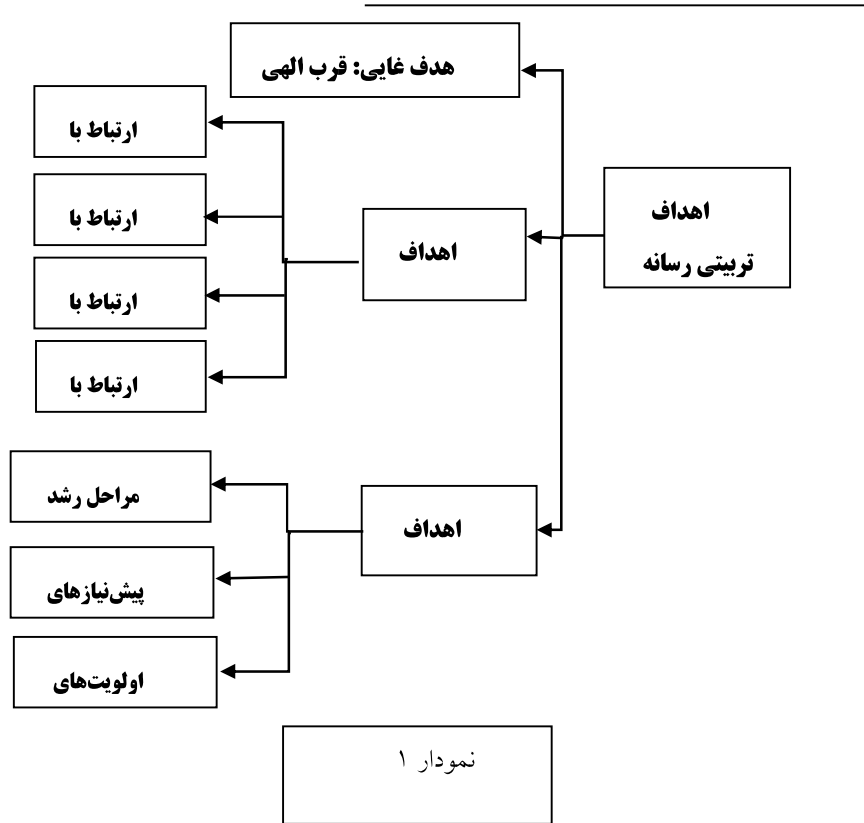 هدف غایی: قرب الهی
اهداف
تربیتی رسانه
اهداف
ارتباط با
ارتباط با
ارتباط با
ارتباط با
اهداف
مراحل رشد
پیش‌نیازهای
اولویت‌های
نمودار ۱